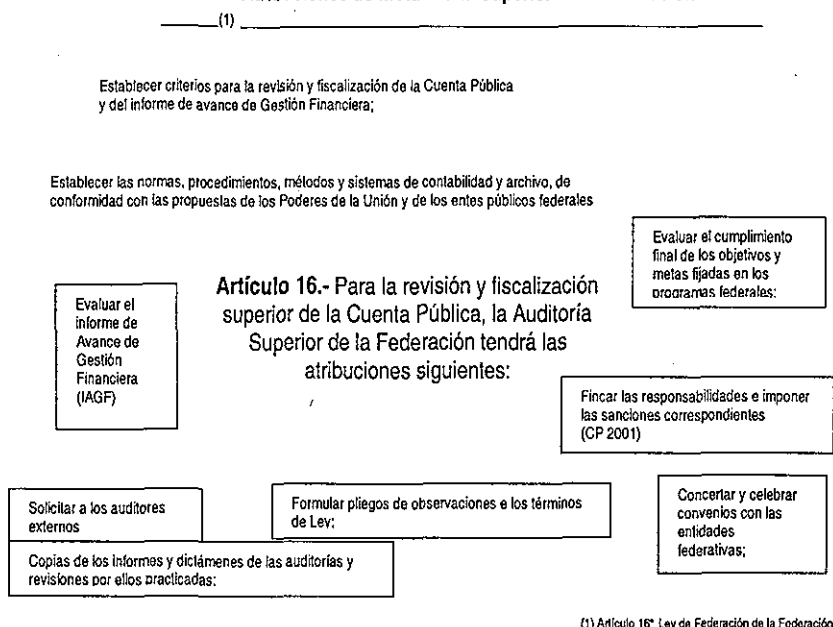 (1)
Establecer criterios para la revisión y fiscalización de la Cuenta Pública
y del informe de avance de Gestión Financiera;
Establecer las normas, procedimientos, métodos y sistemas de contabilidad y archivo, de
conformidad con las propuestas de los Poderes de la Unión y de los entes públicos federales
Evaluar el cumplimiento
final de los objetivos y
metas fijadas en los
programas federales;
Evaluar el
informe de
Avance de
Gestión
Financiera
(IAGF)
Artículo 16.- Para la revisión y fiscalización
superior de la Cuenta Pública, la Auditoría
Superior de la Federación tendrá las
atribuciones siguientes:
Fincar las responsabilidades e imponer
las sanciones correspondientes
(CP 2001)
Solicitar a los auditores
externos
Formular pliegos de observaciones e los términos
de Ley;
Concertar y celebrar
convenios con las
entidades
federativas;
Copias de los informes y dictámenes de las auditorías y
revisiones por ellos practicadas;
(1) Artículo 16* Ley de Federación de la Federación